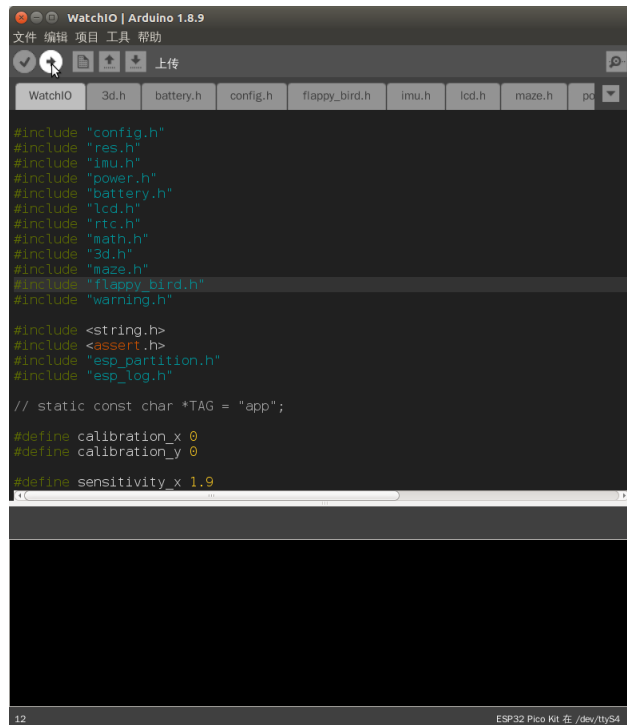 WatchIO | Arduino 1.8.9
文件 编辑 项目 工具 帮助
上传
WatchIO 3d.h battery.h config.h flappy_bird.h imu.h lcd.h maze.h po
#include "config.h"
#include "res.h"
#include "imu.h"
#include "power.h"
#include "battery.h"
#include "lcd.h"
#include "rtc.h"
#include "math.h"
#include "3d.h"
#include "maze.h"
#include "flappy_bird.h"
#include "warning.h"
#include <string.h>
#include <assert.h>
#include "esp_partition.h"
#include "esp_log.h"
// static const char *TAG = "app";
#define calibration_x 0
#define calibration_y 0
#define sensitivity_x 1.9
12 ESP32 Pico Kit 在 /dev/ttyS4